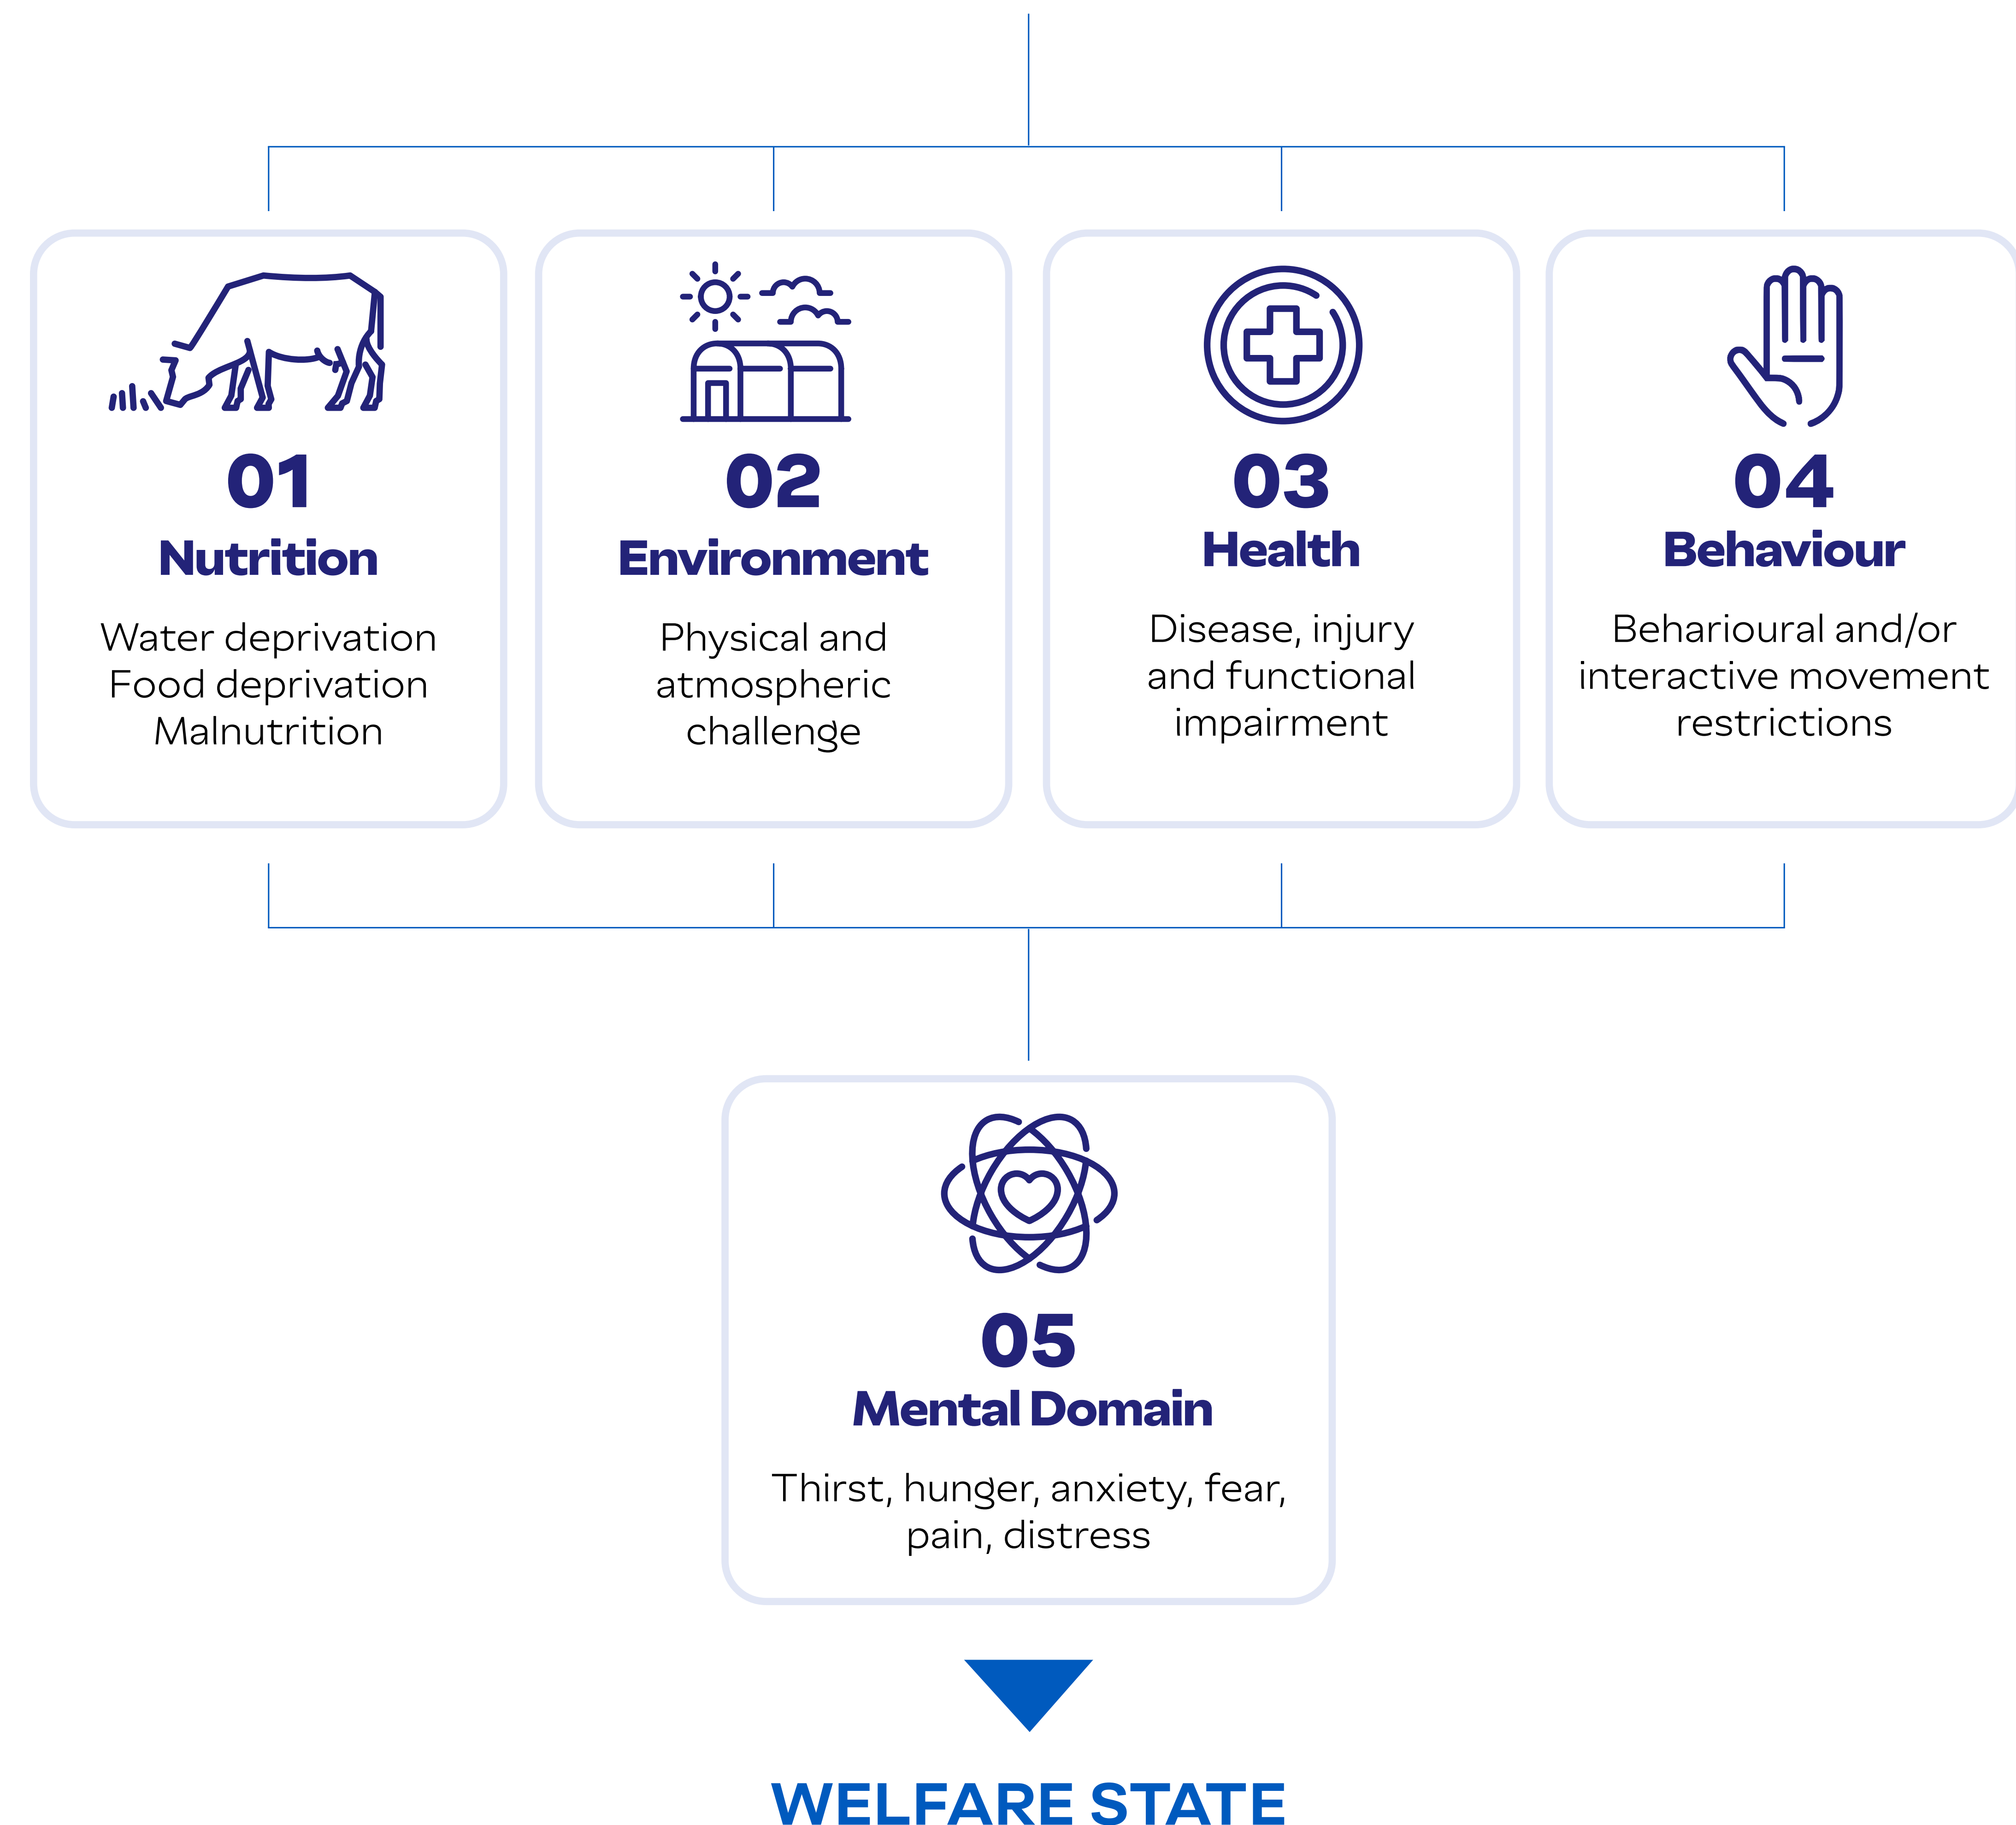 01
Nutrition
Water deprivation
Food deprivation
Malnutrition
02
Environment
Physical and
atmospheric
challenge
03
Health
Disease, injury
and functional
impairment
04
Behaviour
Beharioural and/or
interactive movement
restrictions
05
Mental Domain
Thirst, hunger, anxiety, fear,
pain, distress
WELFARE STATE